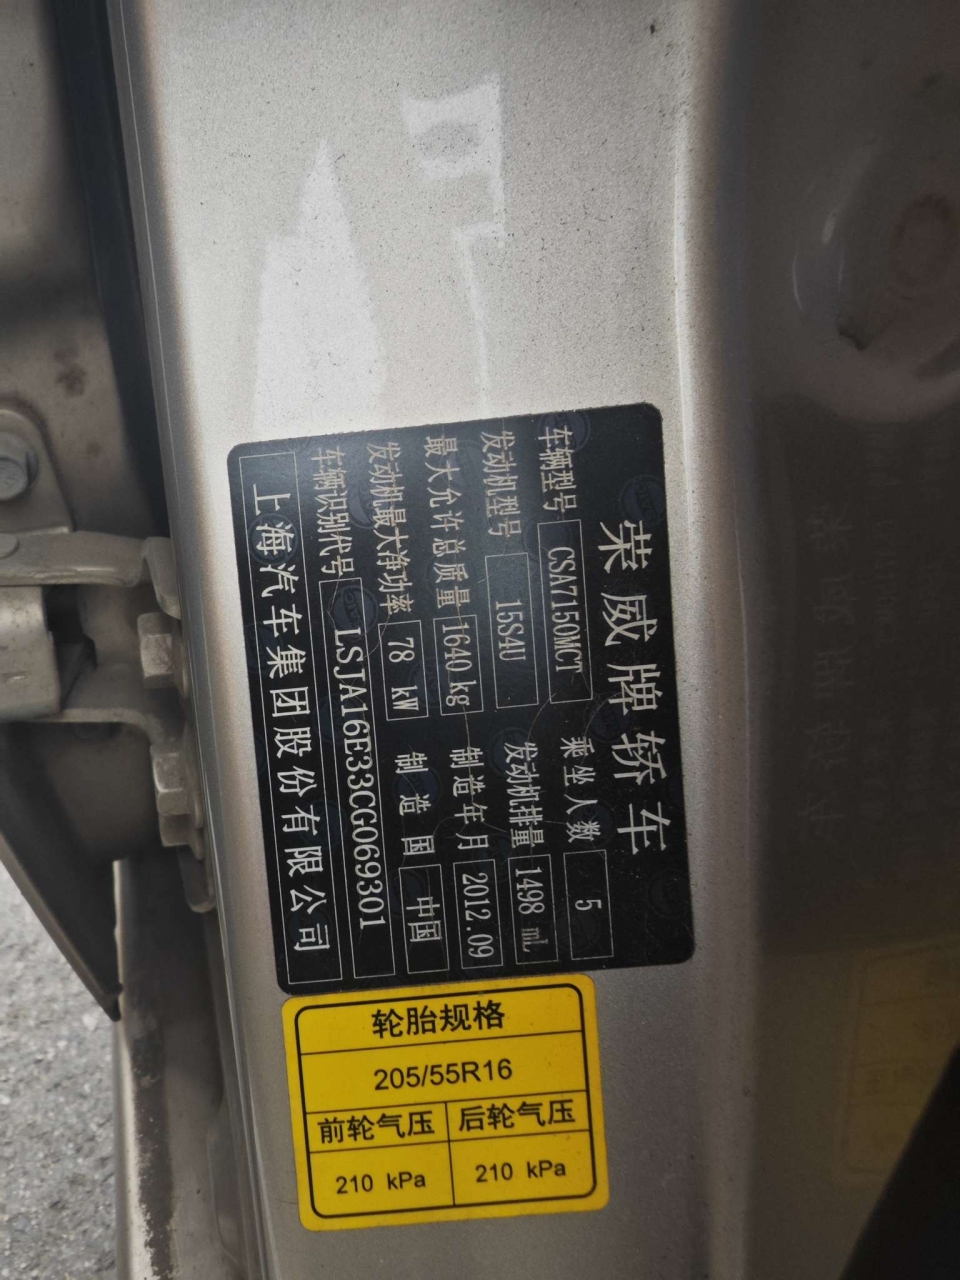 荣威牌轿车
车辆型号 CSA7150MCT 乘坐人数 5
发动机型号 15S4U 发动机排量 1498 mL
最大允许总质量 1640 kg 制造年月 2012.09
发动机最大净功率 78 kW 制造国 中国
车辆识别代号 LSJA16E33CG069301
上海汽车集团股份有限公司
轮胎规格
205/55R16
前轮气压 后轮气压
210 kPa 210 kPa